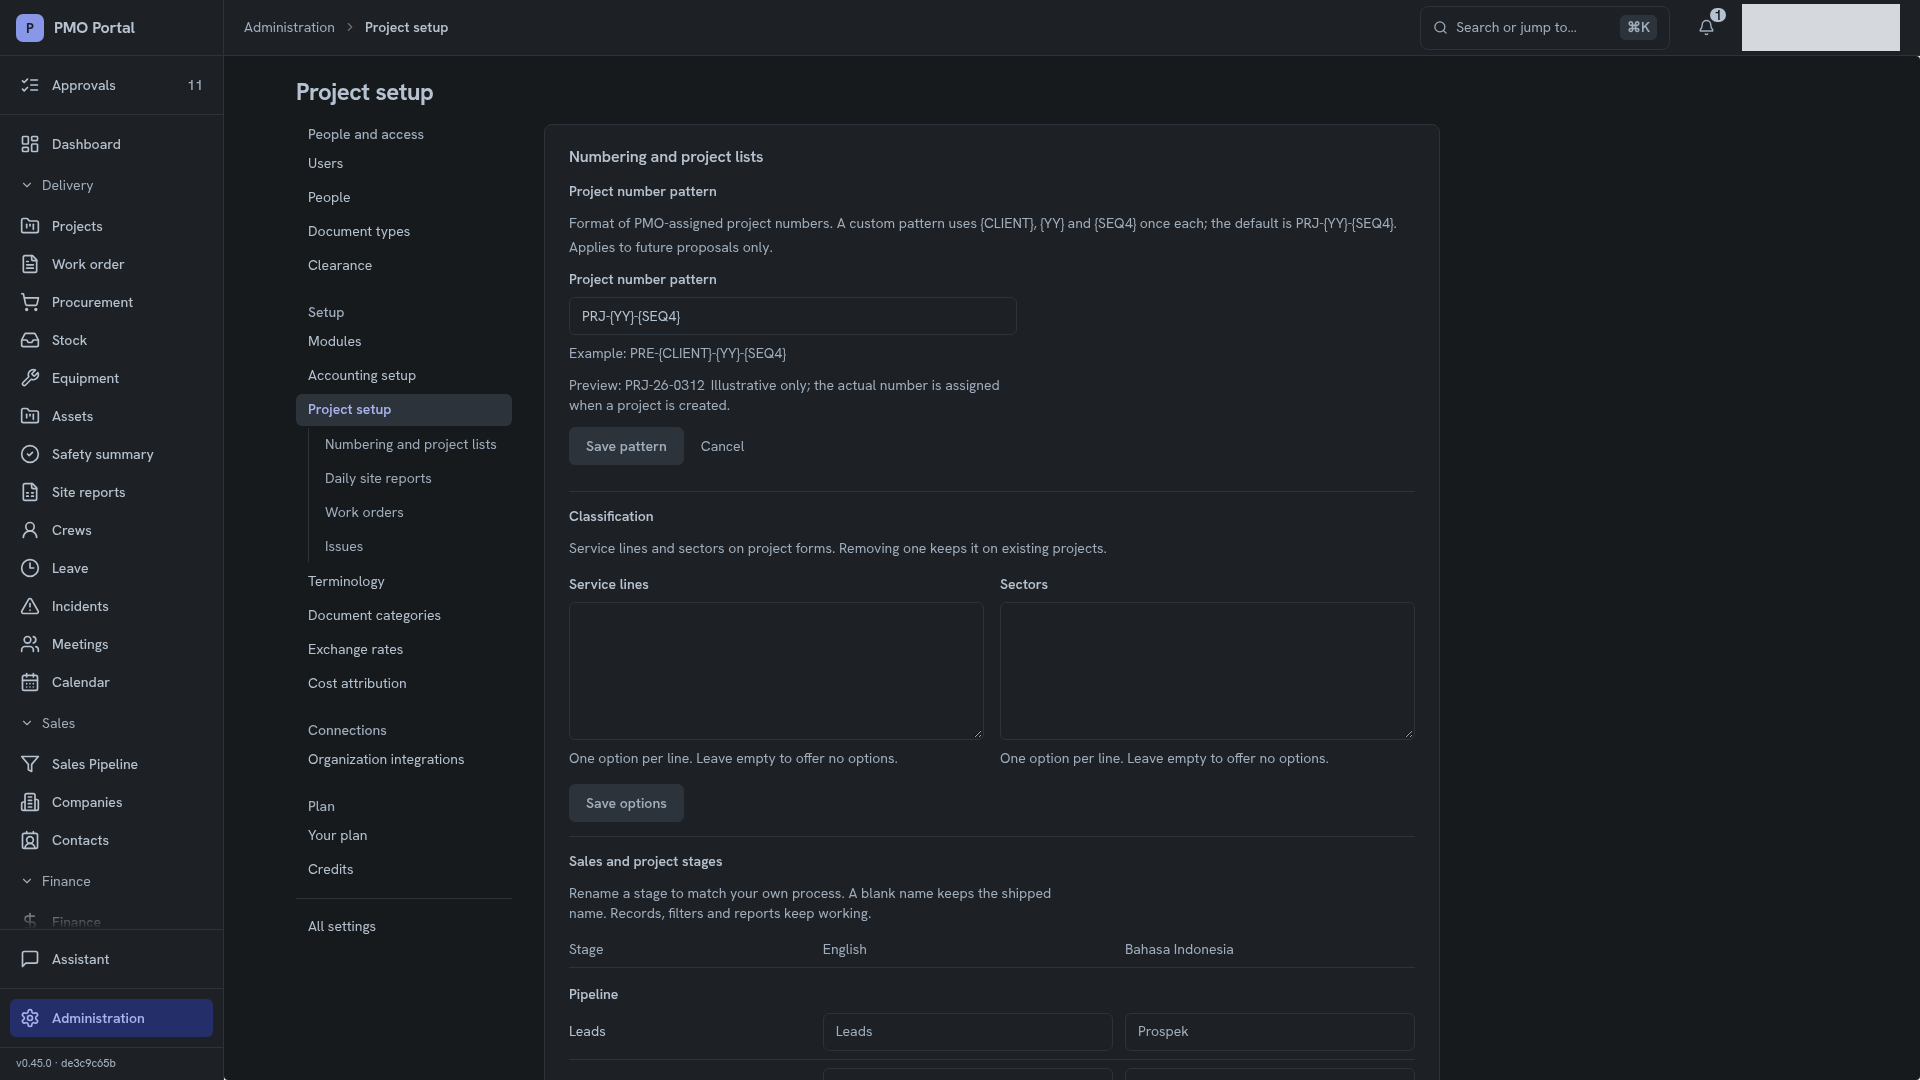 P PMO Portal
Administration > Project setup
Search or jump to... ⌘K
1
Approvals 11
Dashboard
Delivery
Projects
Work order
Procurement
Stock
Equipment
Assets
Safety summary
Site reports
Crews
Leave
Incidents
Meetings
Calendar
Sales
Sales Pipeline
Companies
Contacts
Finance
Finance
Assistant
Administration
v0.45.0 · de3c9c65b
Project setup
People and access
Users
People
Document types
Clearance
Setup
Modules
Accounting setup
Project setup
Numbering and project lists
Daily site reports
Work orders
Issues
Terminology
Document categories
Exchange rates
Cost attribution
Connections
Organization integrations
Plan
Your plan
Credits
All settings
Numbering and project lists
Project number pattern
Format of PMO-assigned project numbers. A custom pattern uses {CLIENT}, {YY} and {SEQ4} once each; the default is PRJ-{YY}-{SEQ4}.
Applies to future proposals only.
Project number pattern
PRJ-{YY}-{SEQ4}
Example: PRE-{CLIENT}-{YY}-{SEQ4}
Preview: PRJ-26-0312 Illustrative only; the actual number is assigned
when a project is created.
Save pattern Cancel
Classification
Service lines and sectors on project forms. Removing one keeps it on existing projects.
Service lines Sectors
One option per line. Leave empty to offer no options. One option per line. Leave empty to offer no options.
Save options
Sales and project stages
Rename a stage to match your own process. A blank name keeps the shipped
name. Records, filters and reports keep working.
Stage English Bahasa Indonesia
Pipeline
Leads Leads Prospek